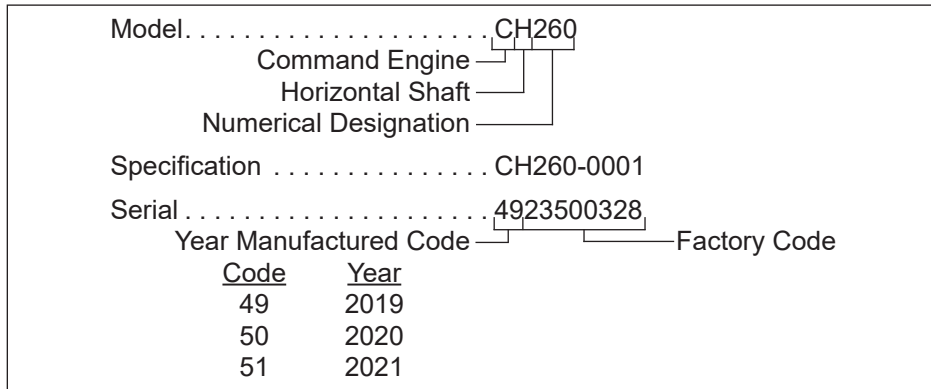 Model. . . . . . . . . . . . . . . . . . . . . CH260
Command Engine
Horizontal Shaft
Numerical Designation
Specification . . . . . . . . . . . . . . . CH260-0001
Serial . . . . . . . . . . . . . . . . . . . . . 4923500328
Year Manufactured Code Factory Code
Code Year
49 2019
50 2020
51 2021